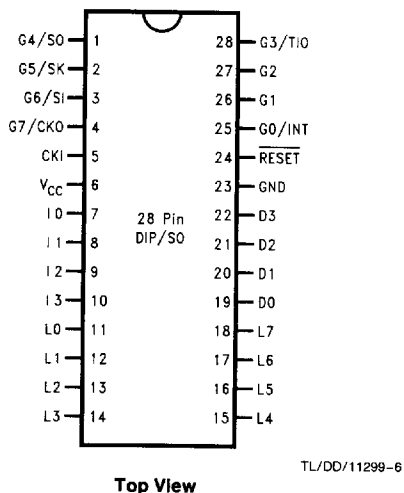 G4/SO 1 28 G3/TIO
G5/SK 2 27 G2
G6/SI 3 26 G1
G7/CKO 4 25 G0/INT
CKI 5 24 RESET
VCC 6 23 GND
I0 7 22 D3
I1 8 21 D2
I2 9 20 D1
I3 10 19 D0
L0 11 18 L7
L1 12 17 L6
L2 13 16 L5
L3 14 15 L4
28 Pin
DIP/SO
TL/DD/11299-6
Top View